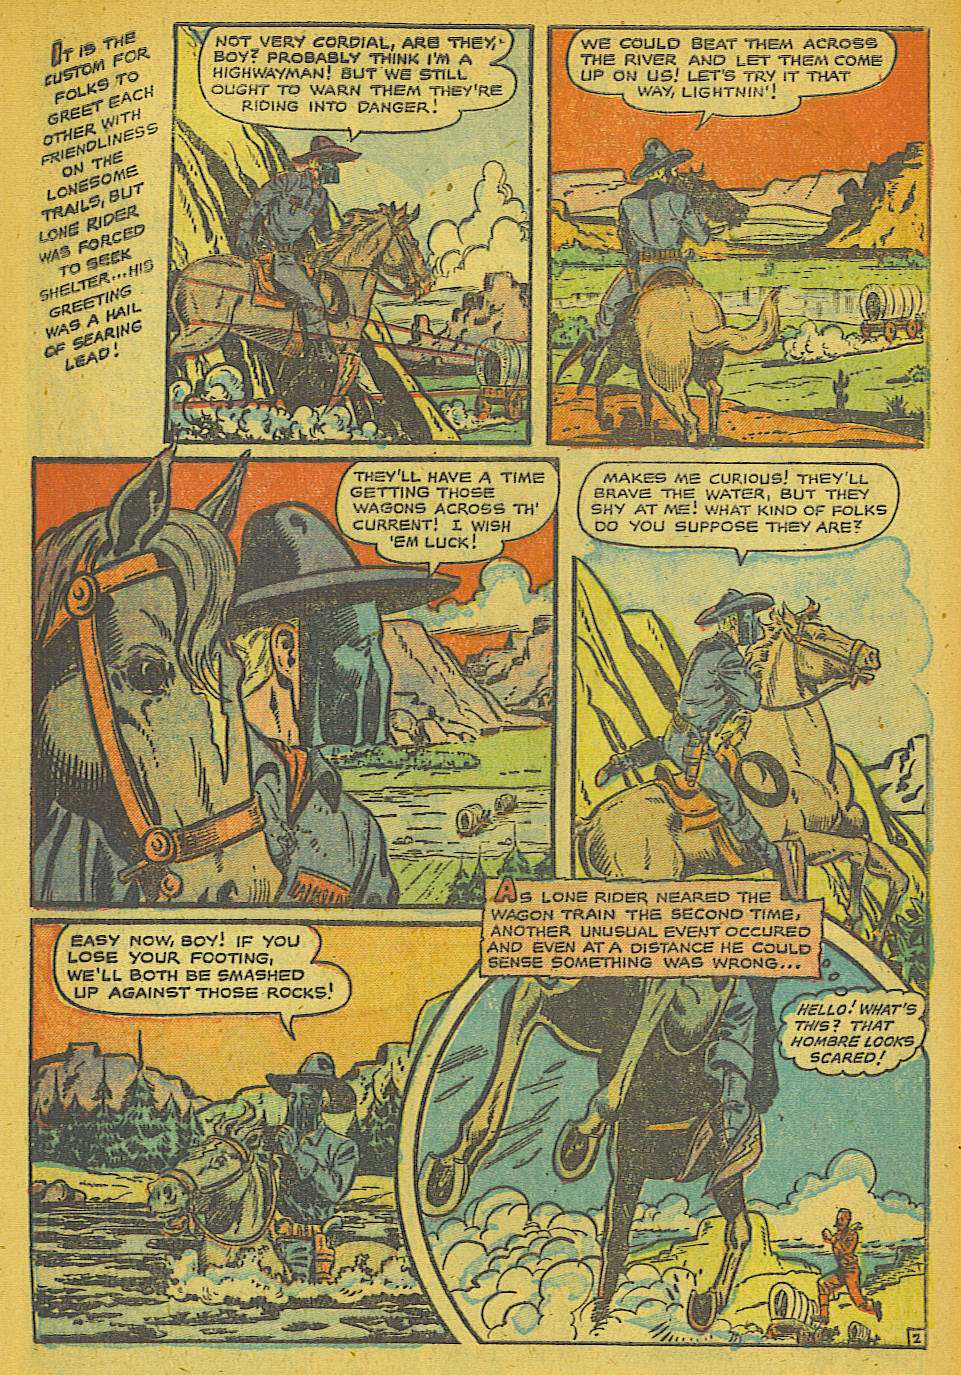 IT IS THE
CUSTOM FOR
FOLKS TO
GREET EACH
OTHER WITH
FRIENDLINESS
ON THE
LONESOME
TRAILS, BUT
LONE RIDER
WAS FORCED
TO SEEK
SHELTER... HIS
GREETING
WAS A HAIL
OF SEARING
LEAD!
NOT VERY CORDIAL, ARE THEY,
BOY? PROBABLY THINK I'M A
HIGHWAYMAN! BUT WE STILL
OUGHT TO WARN THEM THEY'RE
RIDING INTO DANGER!
WE COULD BEAT THEM ACROSS
THE RIVER AND LET THEM COME
UP ON US! LET'S TRY IT THAT
WAY, LIGHTNIN'!
THEY'LL HAVE A TIME
GETTING THOSE
WAGONS ACROSS TH'
CURRENT! I WISH
'EM LUCK!
MAKES ME CURIOUS! THEY'LL
BRAVE THE WATER, BUT THEY
SHY AT ME! WHAT KIND OF FOLKS
DO YOU SUPPOSE THEY ARE?
EASY NOW, BOY! IF YOU
LOSE YOUR FOOTING,
WE'LL BOTH BE SMASHED
UP AGAINST THOSE ROCKS!
AS LONE RIDER NEARED THE
WAGON TRAIN THE SECOND TIME,
ANOTHER UNUSUAL EVENT OCCURED
AND EVEN AT A DISTANCE HE COULD
SENSE SOMETHING WAS WRONG...
HELLO! WHAT'S
THIS? THAT
HOMBRE LOOKS
SCARED!
2